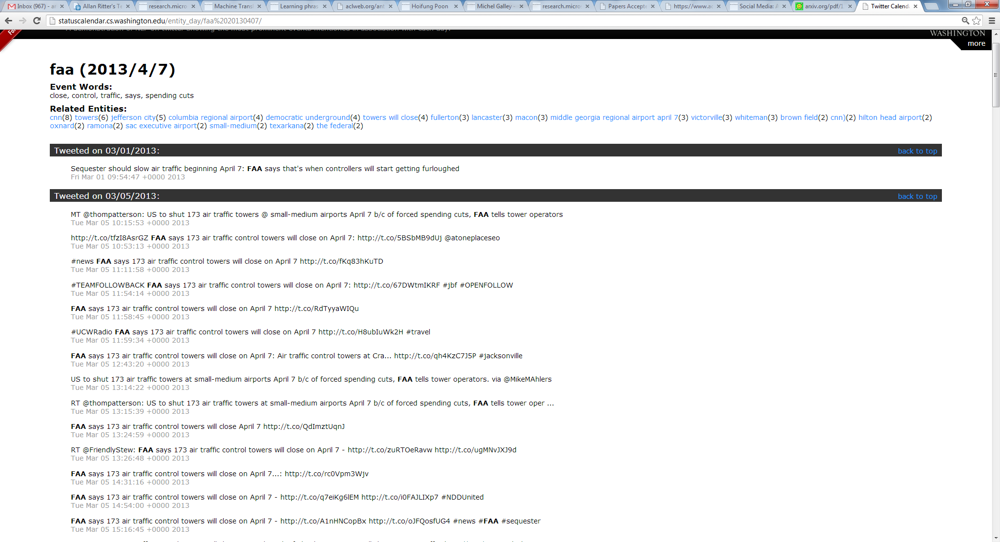 Inbox (967) - ar
Allan Ritter's Te
research.micro
Machine Transl
Learning phras
aclweb.org/ant
Hoifung Poon
Michel Galley -
research.micros
Papers Accepte
https://www.ac
Social Media: A
arxiv.org/pdf/1
Twitter Calenda
statuscalendar.cs.washington.edu/entity_day/faa%2020130407/
WASHINGTON
more
faa (2013/4/7)
Event Words:
close, control, traffic, says, spending cuts
Related Entities:
cnn(8) towers(6) jefferson city(5) columbia regional airport(4) democratic underground(4) towers will close(4) fullerton(3) lancaster(3) macon(3) middle georgia regional airport april 7(3) victorville(3) whiteman(3) brown field(2) cnn)(2) hilton head airport(2)
oxnard(2) ramona(2) sac executive airport(2) small-medium(2) texarkana(2) the federal(2)
Tweeted on 03/01/2013: back to top
Sequester should slow air traffic beginning April 7: FAA says that's when controllers will start getting furloughed
Fri Mar 01 09:54:47 +0000 2013
Tweeted on 03/05/2013: back to top
MT @thompatterson: US to shut 173 air traffic towers @ small-medium airports April 7 b/c of forced spending cuts, FAA tells tower operators
Tue Mar 05 10:15:53 +0000 2013
http://t.co/tfzI8AsrGZ FAA says 173 air traffic control towers will close on April 7: http://t.co/5BSbMB9dUj @atoneplaceseo
Tue Mar 05 10:53:13 +0000 2013
#news FAA says 173 air traffic control towers will close on April 7 http://t.co/fKq83hKuTD
Tue Mar 05 11:11:58 +0000 2013
#TEAMFOLLOWBACK FAA says 173 air traffic control towers will close on April 7: http://t.co/67DWtmIKRF #jbf #OPENFOLLOW
Tue Mar 05 11:54:14 +0000 2013
FAA says 173 air traffic control towers will close on April 7 http://t.co/RdTyyaWIQu
Tue Mar 05 11:58:45 +0000 2013
#UCWRadio FAA says 173 air traffic control towers will close on April 7 http://t.co/H8ubIuWk2H #travel
Tue Mar 05 11:59:34 +0000 2013
FAA says 173 air traffic control towers will close on April 7: Air traffic control towers at Cra... http://t.co/qh4KzC7J5P #jacksonville
Tue Mar 05 12:43:20 +0000 2013
US to shut 173 air traffic towers at small-medium airports April 7 b/c of forced spending cuts, FAA tells tower operators. via @MikeMAhlers
Tue Mar 05 13:14:22 +0000 2013
RT @thompatterson: US to shut 173 air traffic towers at small-medium airports April 7 b/c of forced spending cuts, FAA tells tower oper ...
Tue Mar 05 13:15:39 +0000 2013
FAA says 173 air traffic control towers will close April 7 http://t.co/QdImztUqnJ
Tue Mar 05 13:24:59 +0000 2013
RT @FriendlyStew: FAA says 173 air traffic control towers will close on April 7 - http://t.co/zuRTOeRavw http://t.co/ugMNvJXJ9d
Tue Mar 05 13:26:48 +0000 2013
FAA says 173 air traffic control towers will close on April 7...: http://t.co/rc0Vpm3Wjv
Tue Mar 05 14:31:16 +0000 2013
FAA says 173 air traffic control towers will close on April 7 - http://t.co/q7eiKg6lEM http://t.co/i0FAJLIXp7 #NDDUnited
Tue Mar 05 14:54:00 +0000 2013
FAA says 173 air traffic control towers will close on April 7 - http://t.co/A1nHNCopBx http://t.co/oJFQosfUG4 #news #FAA #sequester
Tue Mar 05 15:16:45 +0000 2013